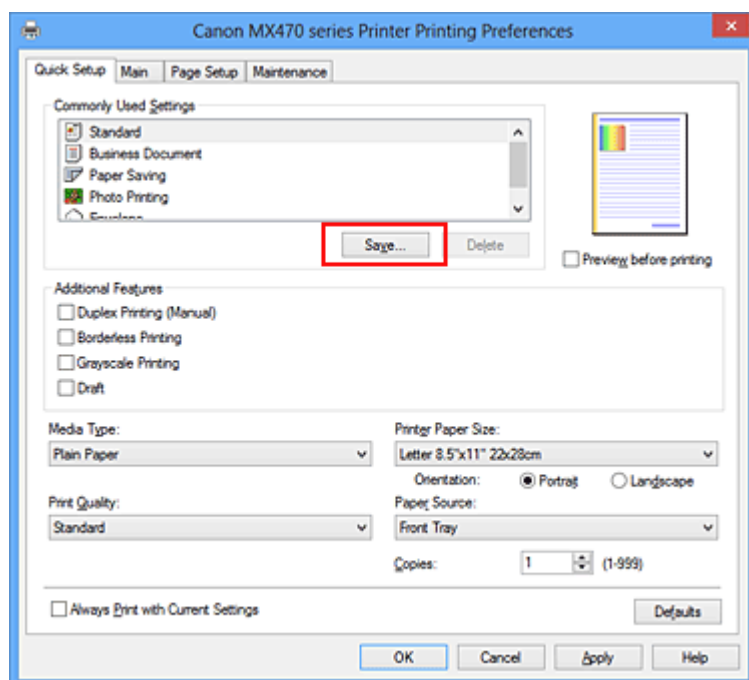 Canon MX470 series Printer Printing Preferences
Quick Setup Main Page Setup Maintenance
Commonly Used Settings
Standard
Business Document
Paper Saving
Photo Printing
Envelope
Save... Delete
Preview before printing
Additional Features
Duplex Printing (Manual)
Borderless Printing
Grayscale Printing
Draft
Media Type: Printer Paper Size:
Plain Paper Letter 8.5"x11" 22x28cm
Orientation: Portrait Landscape
Print Quality: Paper Source:
Standard Front Tray
Copies: 1 (1-999)
Always Print with Current Settings Defaults
OK Cancel Apply Help